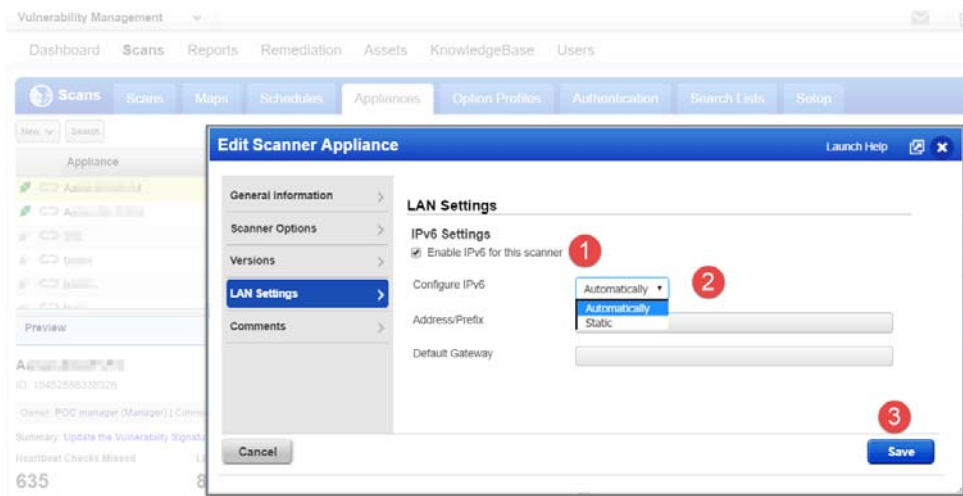 Vulnerability Management
Dashboard Scans Reports Remediation Assets KnowledgeBase Users
Scans Scans Maps Schedules Appliances Option Profiles Authentication Search Lists Setup
New Search
Appliance
Edit Scanner Appliance Launch Help
General Information
Scanner Options
Versions
LAN Settings
Comments
LAN Settings
IPv6 Settings
Enable IPv6 for this scanner 1
Configure IPv6 Automatically 2
Automatically
Static
Address/Prefix
Default Gateway
3
Cancel Save
Preview
Owner: POC manager (Manager) |
Summary: Update the Vulnerability
Heartbeat Checks Missed
635 8